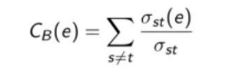 C_B(e) = \sum_{s \neq t} \frac{\sigma_{st}(e)}{\sigma_{st}}